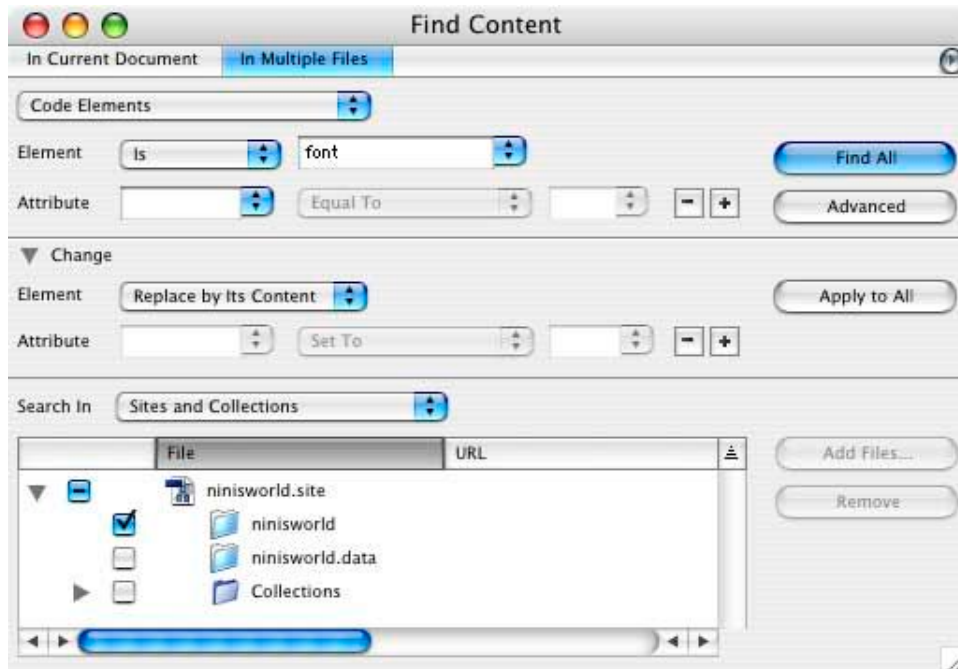 Find Content
In Current Document In Multiple Files
Code Elements
Element Is font Find All
Attribute Equal To Advanced
Change
Element Replace by Its Content Apply to All
Attribute Set To
Search In Sites and Collections
File URL Add Files...
ninisworld.site Remove
ninisworld
ninisworld.data
Collections